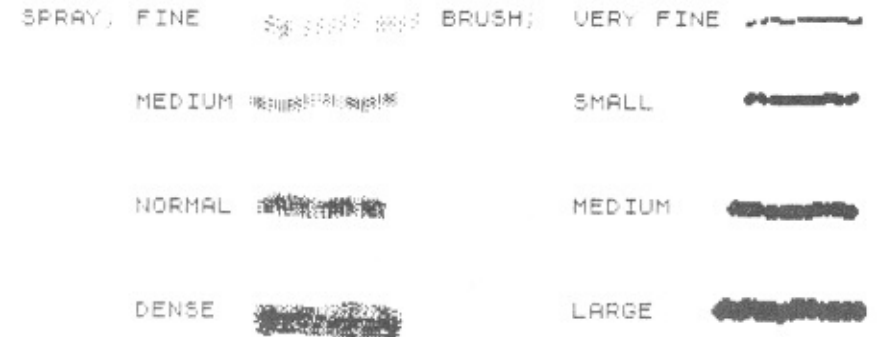 SPRAY, FINE BRUSH; VERY FINE
MEDIUM SMALL
NORMAL MEDIUM
DENSE LARGE